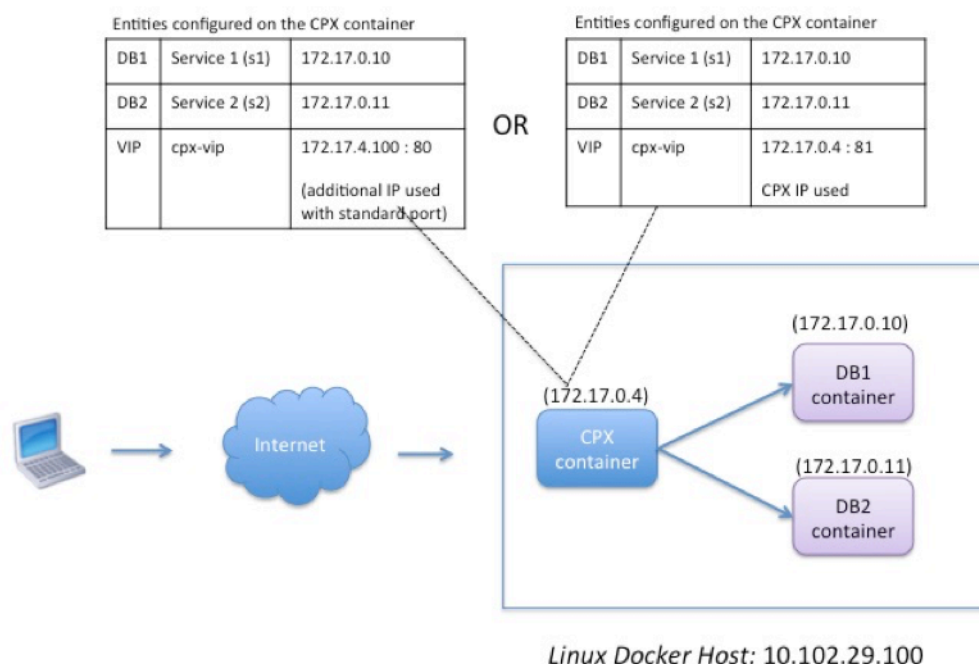 Entities configured on the CPX container
DB1 Service 1 (s1) 172.17.0.10
DB2 Service 2 (s2) 172.17.0.11
VIP cpx-vip 172.17.4.100 : 80
(additional IP used
with standard port)
OR
Entities configured on the CPX container
DB1 Service 1 (s1) 172.17.0.10
DB2 Service 2 (s2) 172.17.0.11
VIP cpx-vip 172.17.0.4 : 81
CPX IP used
Internet
(172.17.0.4)
CPX
container
(172.17.0.10)
DB1
container
(172.17.0.11)
DB2
container
Linux Docker Host: 10.102.29.100